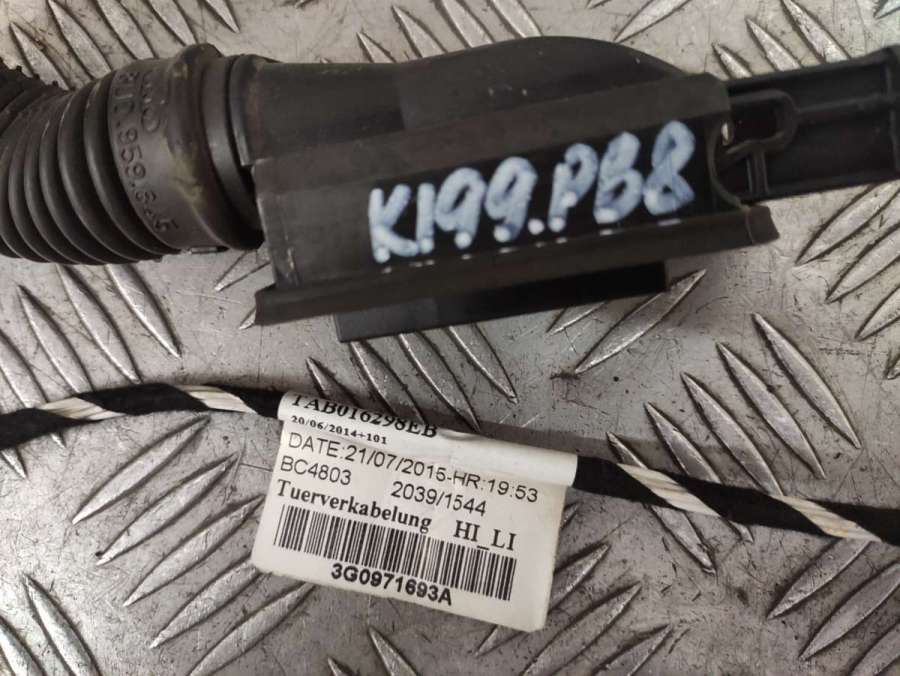 K199.PB8
TAB016298EB
20/06/2014+101
DATE:21/07/2015-HR:19:53
BC4803 2039/1544
Tuerverkabelung HI_LI
3G0971693A